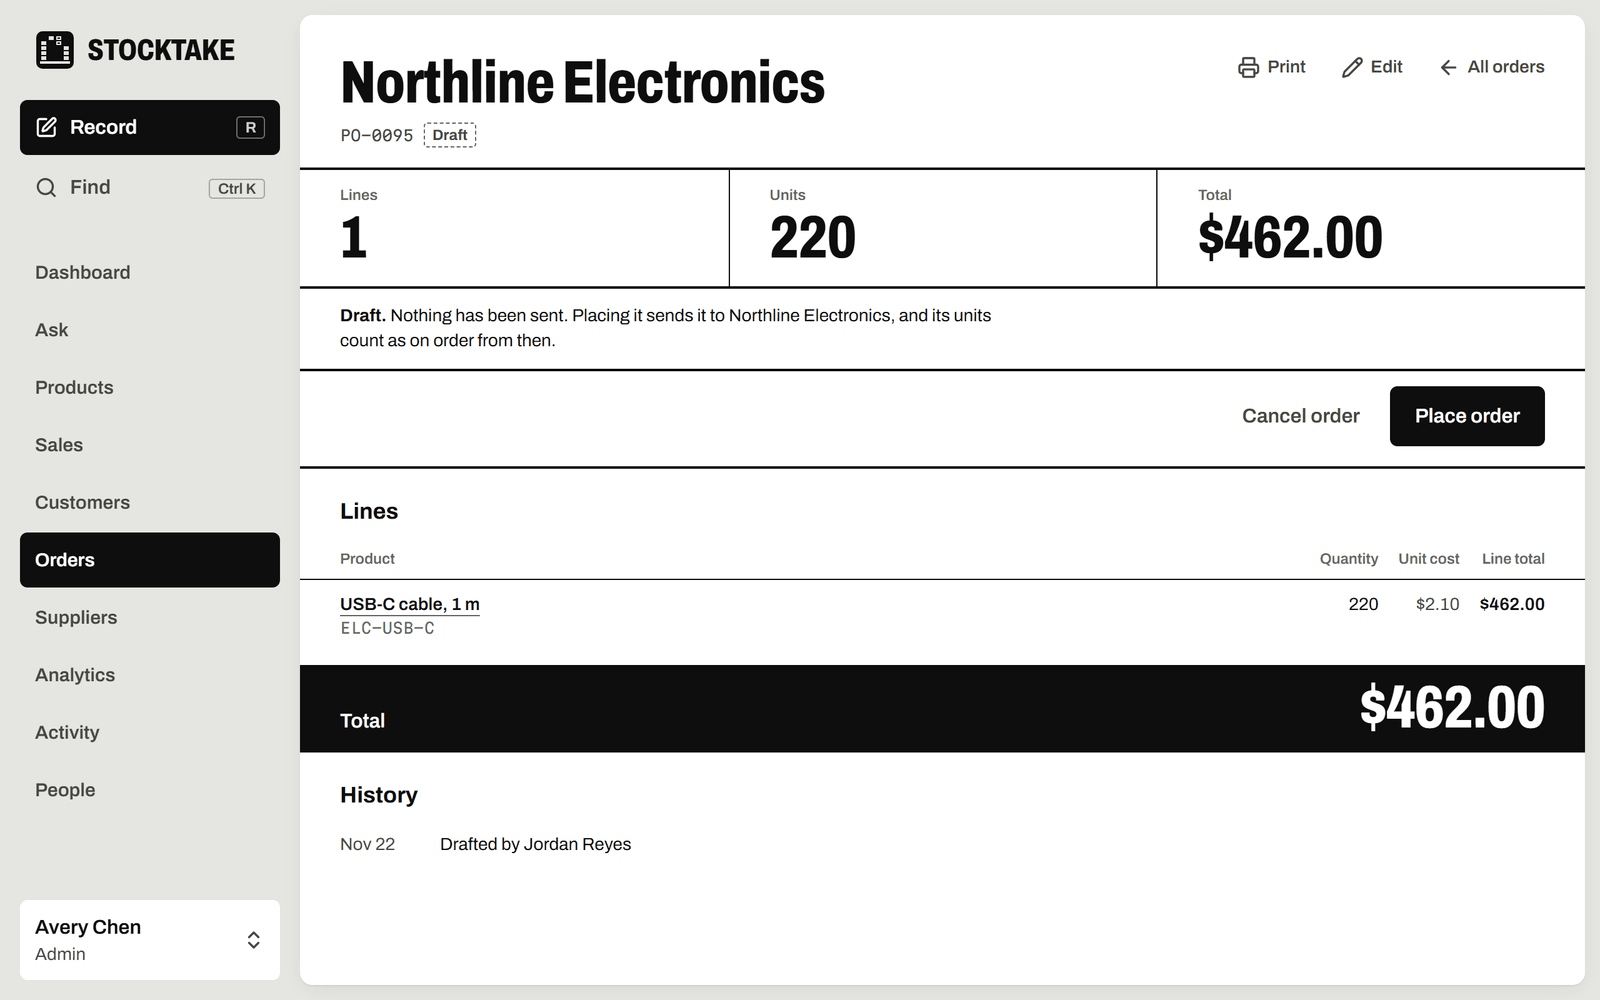 STOCKTAKE
Record R
Find Ctrl K
Dashboard
Ask
Products
Sales
Customers
Orders
Suppliers
Analytics
Activity
People
Avery Chen
Admin
Northline Electronics
PO-0095 Draft
Print Edit All orders
Lines Units Total
1 220 $462.00
Draft. Nothing has been sent. Placing it sends it to Northline Electronics, and its units
count as on order from then.
Cancel order Place order
Lines
Product Quantity Unit cost Line total
USB-C cable, 1 m 220 $2.10 $462.00
ELC-USB-C
Total $462.00
History
Nov 22 Drafted by Jordan Reyes